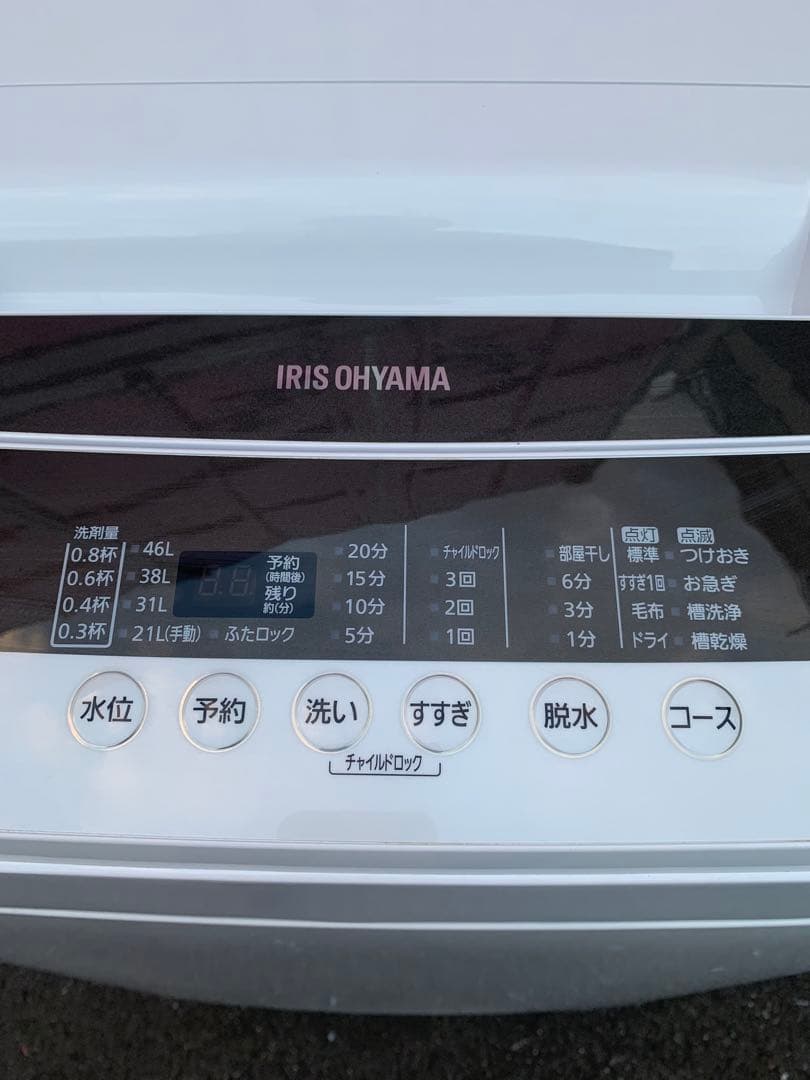 IRIS OHYAMA
洗剤量
0.8杯 46L
0.6杯 38L
0.4杯 31L
0.3杯 21L(手動) ふたロック
予約
(時間後)
残り
約(分)
20分
15分
10分
5分
チャイルドロック
3回
2回
1回
部屋干し
6分
3分
1分
点灯 点滅
標準 つけおき
すすぎ1回 お急ぎ
毛布 槽洗浄
ドライ 槽乾燥
水位 予約 洗い すすぎ 脱水 コース
チャイルドロック